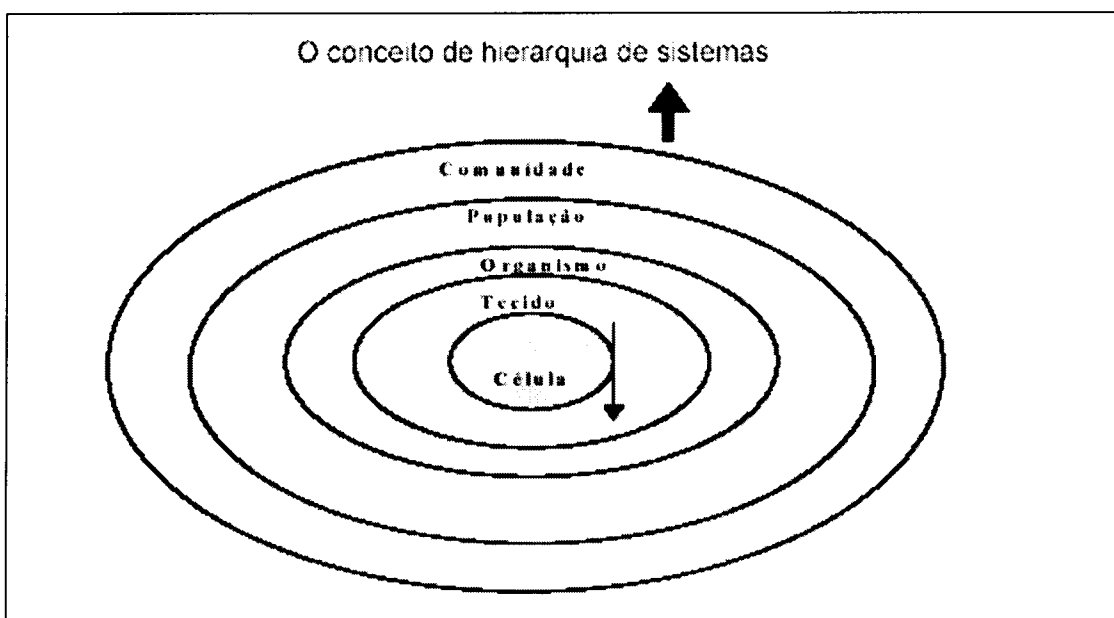 O conceito de hierarquia de sistemas
Comunidade
População
Organismo
Tecido
Célula